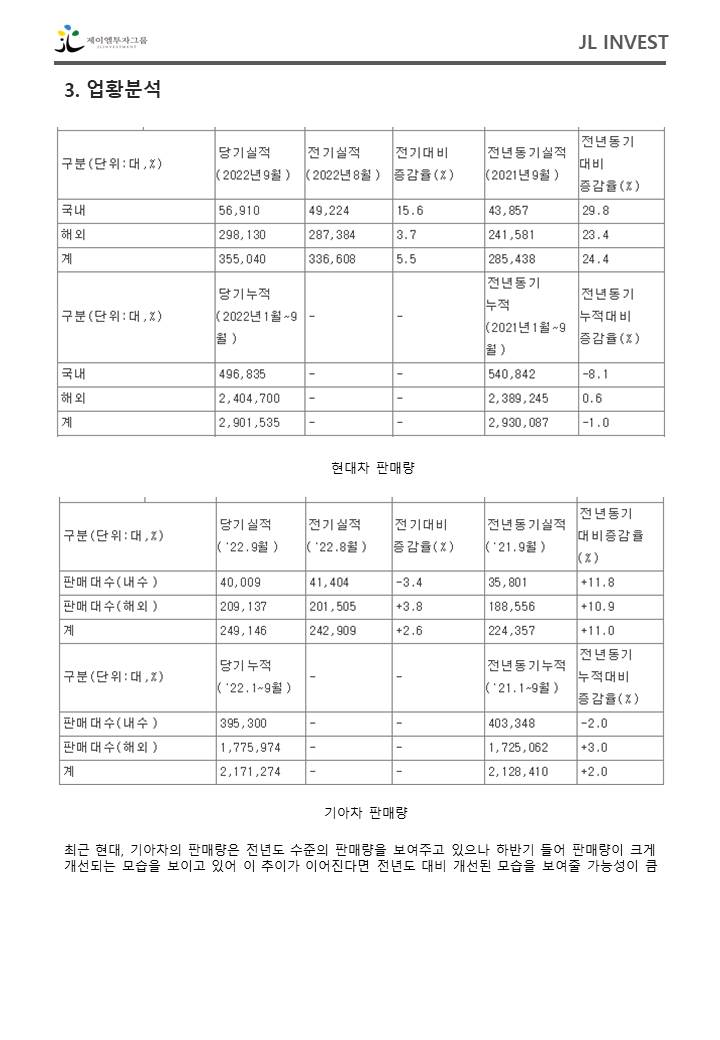 제이엘투자그룹
JLINVESTMENT
JL INVEST
3. 업황분석
구분(단위:대,%) 당기실적 (2022년9월) 전기실적 (2022년8월) 전기대비 증감율(%) 전년동기실적 (2021년9월) 전년동기 대비 증감율(%)
국내 56,910 49,224 15.6 43,857 29.8
해외 298,130 287,384 3.7 241,581 23.4
계 355,040 336,608 5.5 285,438 24.4
구분(단위:대,%) 당기누적 (2022년1월~9월) - - 전년동기 누적 (2021년1월~9월) 전년동기 누적대비 증감율(%)
국내 496,835 - - 540,842 -8.1
해외 2,404,700 - - 2,389,245 0.6
계 2,901,535 - - 2,930,087 -1.0
현대차 판매량
구분(단위:대,%) 당기실적 ('22.9월) 전기실적 ('22.8월) 전기대비 증감율(%) 전년동기실적 ('21.9월) 전년동기 대비증감율 (%)
판매대수(내수) 40,009 41,404 -3.4 35,801 +11.8
판매대수(해외) 209,137 201,505 +3.8 188,556 +10.9
계 249,146 242,909 +2.6 224,357 +11.0
구분(단위:대,%) 당기누적 ('22.1~9월) - - 전년동기누적 ('21.1~9월) 전년동기 누적대비 증감율(%)
판매대수(내수) 395,300 - - 403,348 -2.0
판매대수(해외) 1,775,974 - - 1,725,062 +3.0
계 2,171,274 - - 2,128,410 +2.0
기아차 판매량
최근 현대, 기아차의 판매량은 전년도 수준의 판매량을 보여주고 있으나 하반기 들어 판매량이 크게
개선되는 모습을 보이고 있어 이 추이가 이어진다면 전년도 대비 개선된 모습을 보여줄 가능성이 큼